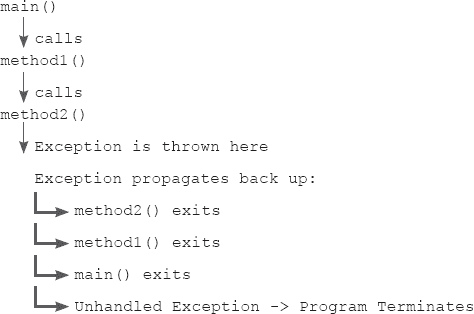 main()
calls
method1()
calls
method2()
Exception is thrown here
Exception propagates back up:
method2() exits
method1() exits
main() exits
Unhandled Exception -> Program Terminates